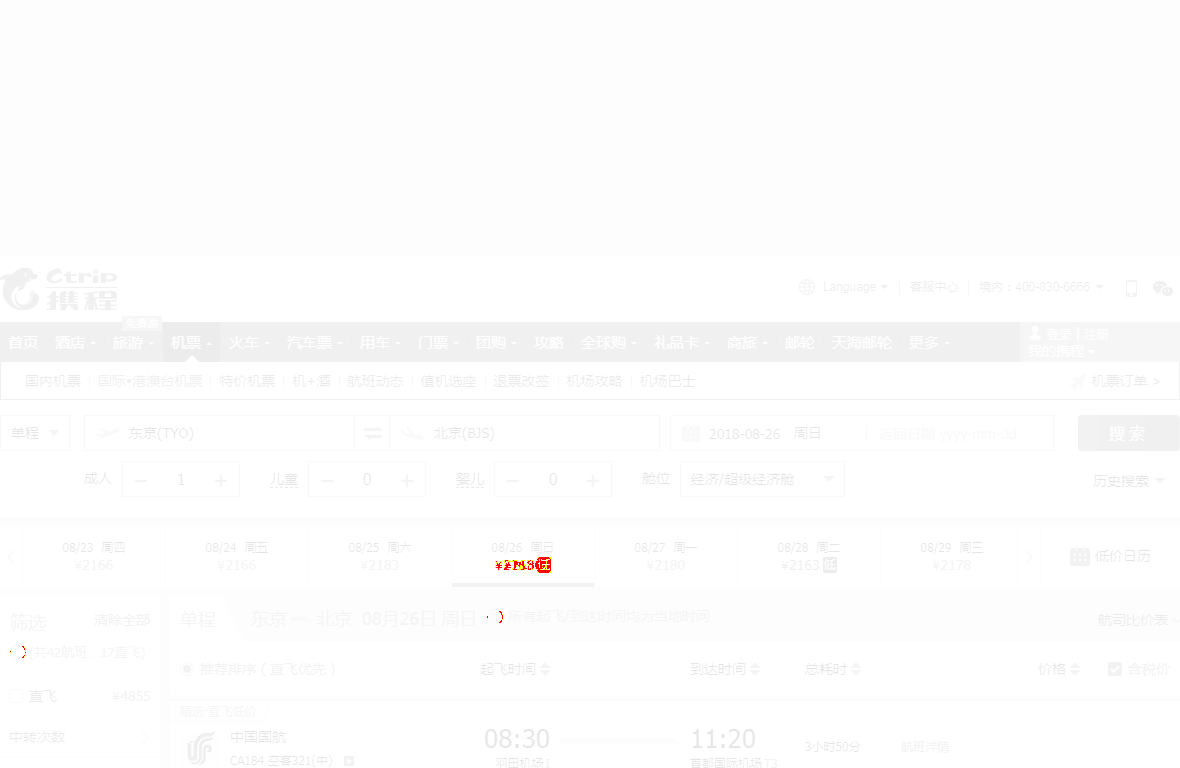 Ctrip
携程
Language
客服中心
境内：400-830-6666
免费游
首页 酒店 旅游 机票 火车 汽车票 用车 门票 团购 攻略 全球购 礼品卡 商旅 邮轮 天海邮轮 更多
登录 | 注册
我的携程
国内机票 国际•港澳台机票 特价机票 机+酒 航班动态 值机选座 退票改签 机场攻略 机场巴士 机票订单 >
单程 东京(TYO) 北京(BJS) 2018-08-26 周日 返回日期 yyyy-mm-dd 搜索
成人 1 儿童 0 婴儿 0 舱位 经济/超级经济舱 历史搜索
08/23 周四 08/24 周五 08/25 周六 08/26 周日 08/27 周一 08/28 周二 08/29 周三 低价日历
¥2166 ¥2166 ¥2183 低 ¥2180 ¥2163 低 ¥2178
筛选 清除全部
单程 东京 — 北京 08月26日 周日 所有起飞/到达时间均为当地时间 航司比价表
(共42航班，17直飞)
推荐排序（直飞优先） 起飞时间 到达时间 总耗时 价格 含税价
直飞 ¥4855
精选·直飞低价
中转次数
中国国航 08:30 11:20 3小时50分 航班详情
CA184 空客321(中) 羽田机场I 首都国际机场T3